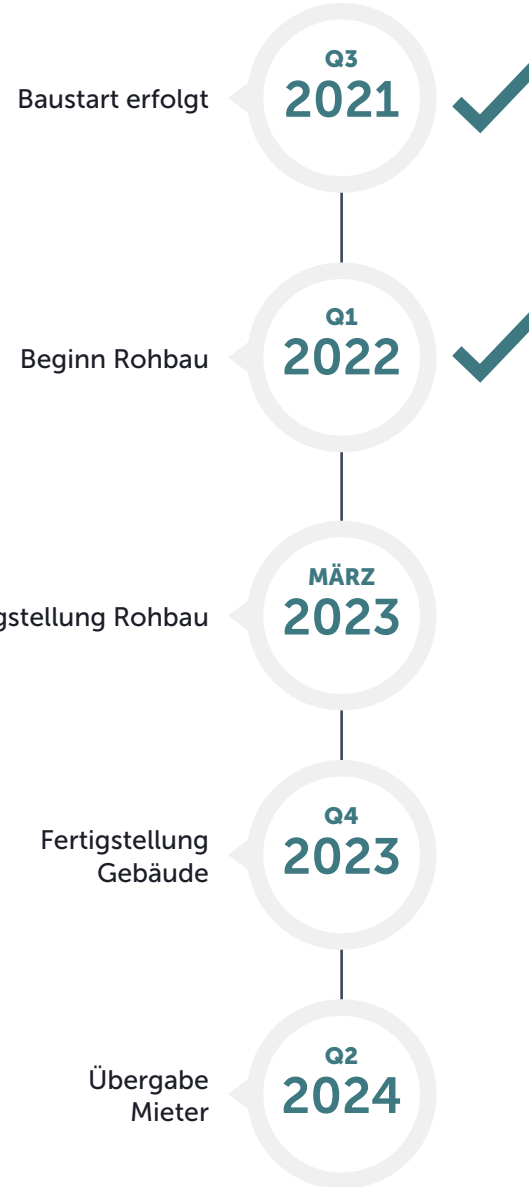 Q3
Baustart erfolgt
2021
Q1
Beginn Rohbau
2022
MÄRZ
gstellung Rohbau
2023
Q4
Fertigstellung
Gebäude
2023
Q2
Übergabe
Mieter
2024